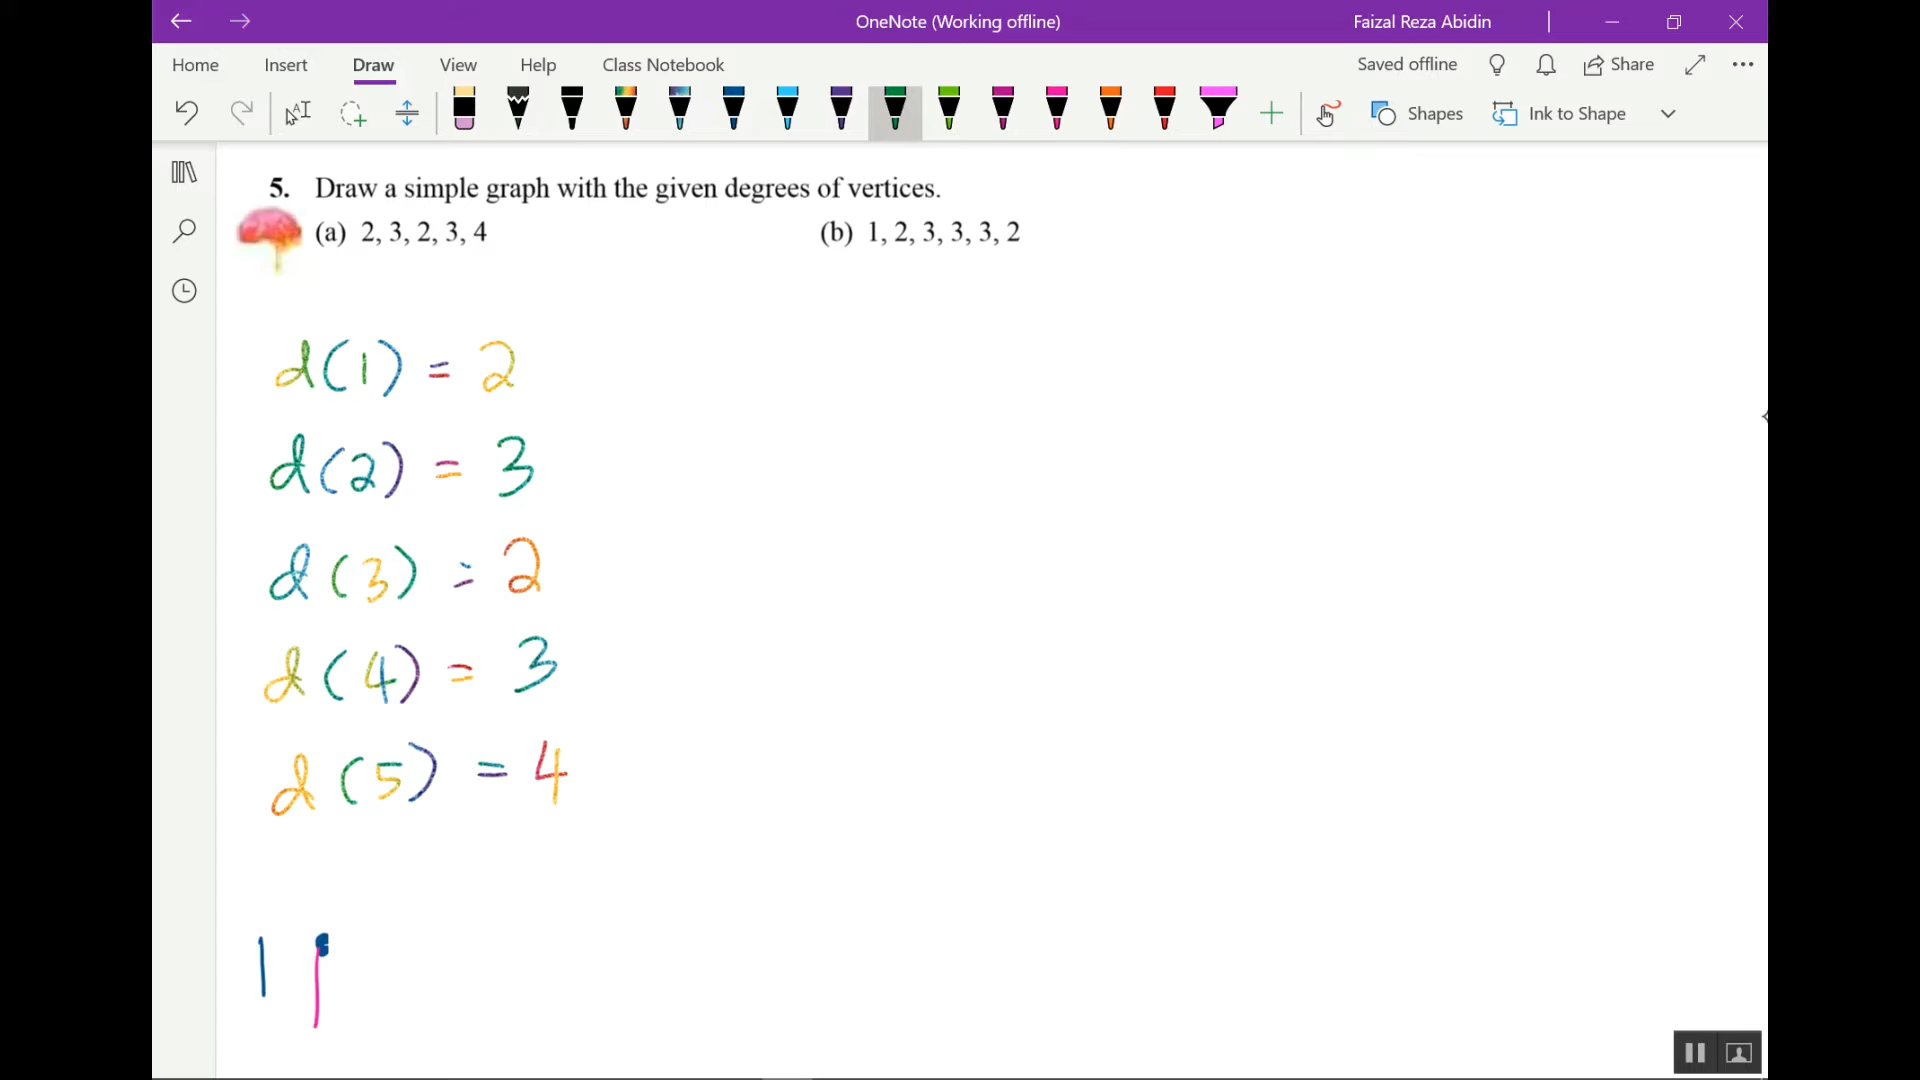 OneNote (Working offline)
Faizal Reza Abidin
Home Insert Draw View Help Class Notebook
Saved offline Share
Shapes Ink to Shape
5. Draw a simple graph with the given degrees of vertices.
(a) 2, 3, 2, 3, 4 (b) 1, 2, 3, 3, 3, 2
d(1) = 2
d(2) = 3
d(3) = 2
d(4) = 3
d(5) = 4
1